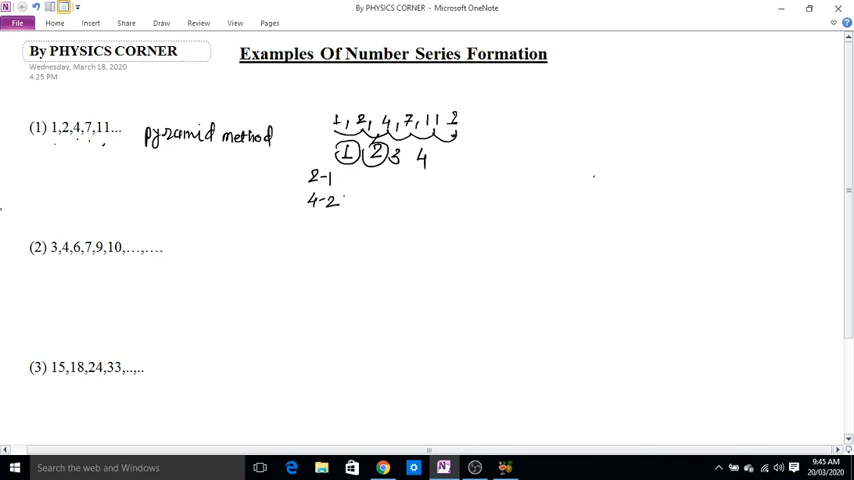 By PHYSICS CORNER - Microsoft OneNote
File Home Insert Share Draw Review View Pages
By PHYSICS CORNER
Examples Of Number Series Formation
Wednesday, March 18, 2020
4:25 PM
(1) 1,2,4,7,11... pyramid method 1, 2, 4, 7, 11 ?
1 2 3 4
2-1
4-2
(2) 3,4,6,7,9,10,...,....
(3) 15,18,24,33,..,..
Search the web and Windows
9:45 AM
20/03/2020